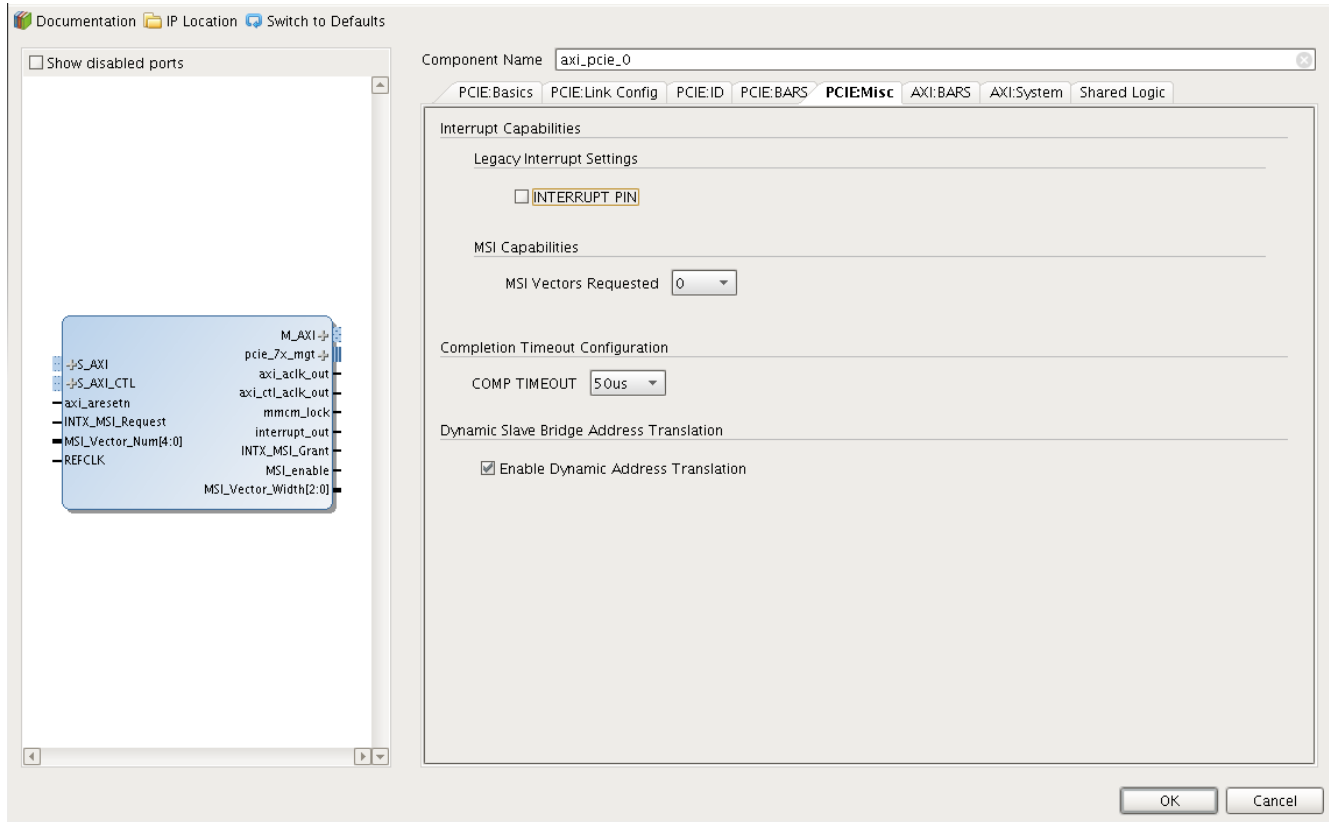 Documentation IP Location Switch to Defaults
Show disabled ports
Component Name axi_pcie_0
PCIE:Basics PCIE:Link Config PCIE:ID PCIE:BARS PCIE:Misc AXI:BARS AXI:System Shared Logic
Interrupt Capabilities
Legacy Interrupt Settings
INTERRUPT PIN
MSI Capabilities
MSI Vectors Requested 0
Completion Timeout Configuration
COMP TIMEOUT 50us
Dynamic Slave Bridge Address Translation
Enable Dynamic Address Translation
S_AXI
S_AXI_CTL
axi_aresetn
INTX_MSI_Request
MSI_Vector_Num[4:0]
REFCLK
M_AXI
pcie_7x_mgt
axi_aclk_out
axi_ctl_aclk_out
mmcm_lock
interrupt_out
INTX_MSI_Grant
MSI_enable
MSI_Vector_Width[2:0]
OK Cancel